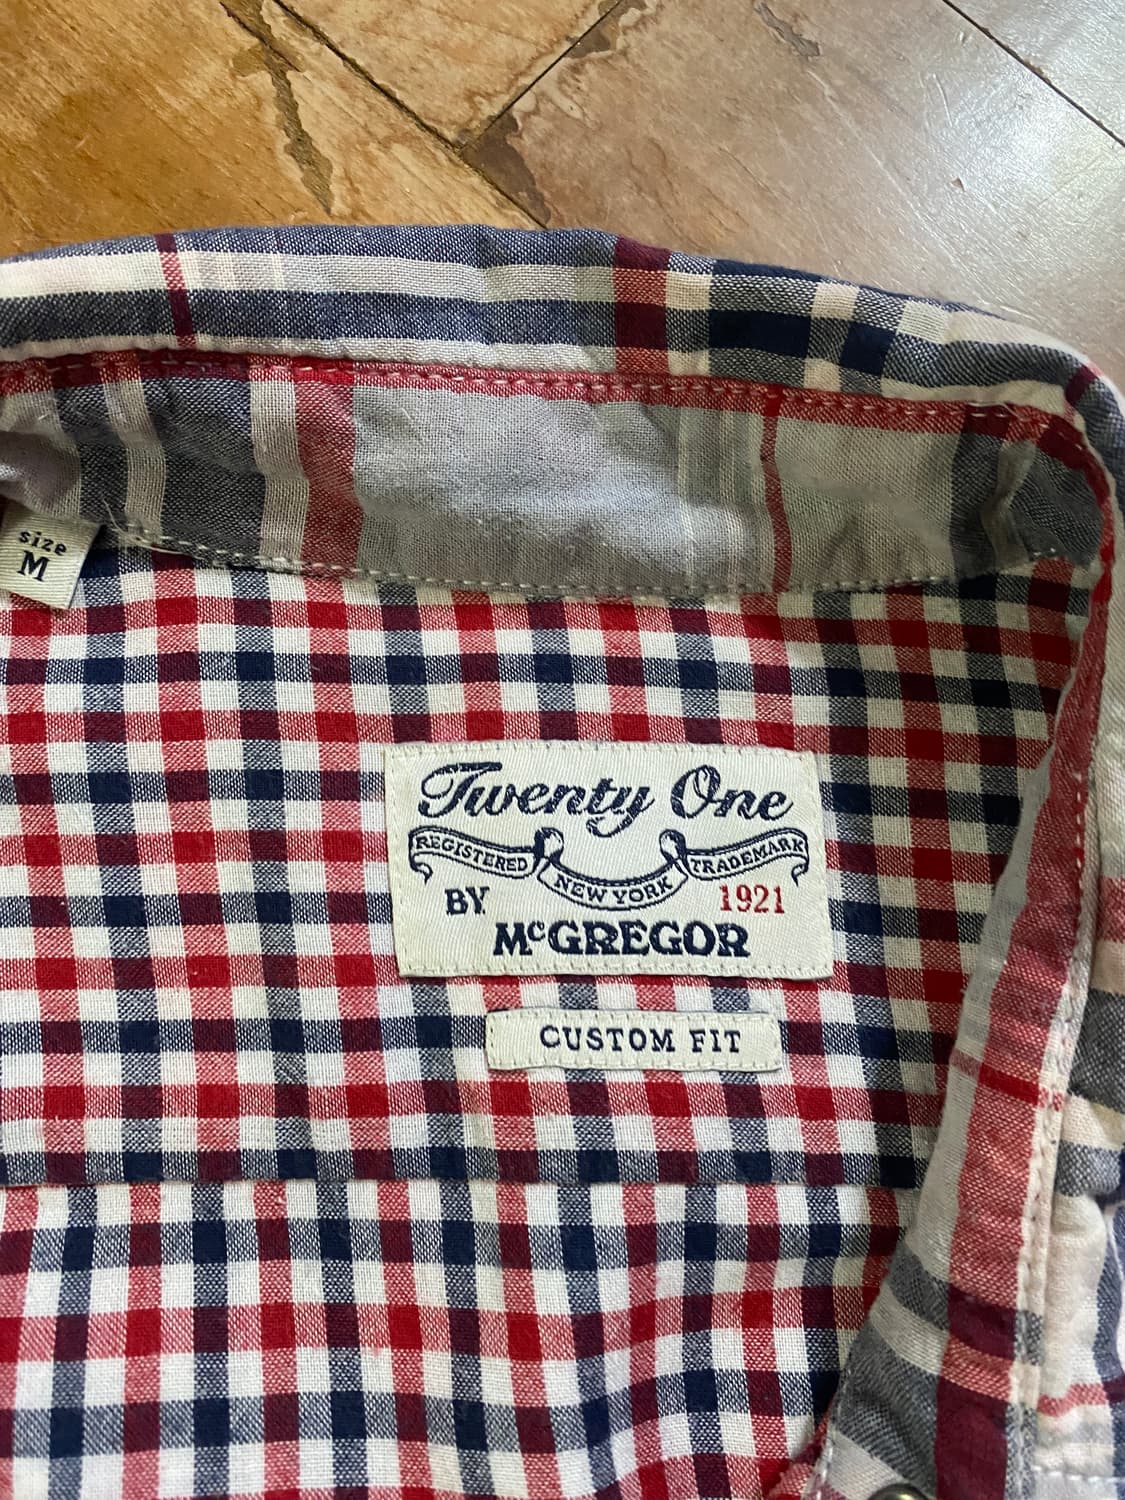 size
M
Twenty One
REGISTERED NEW YORK TRADEMARK
BY 1921
McGREGOR
CUSTOM FIT